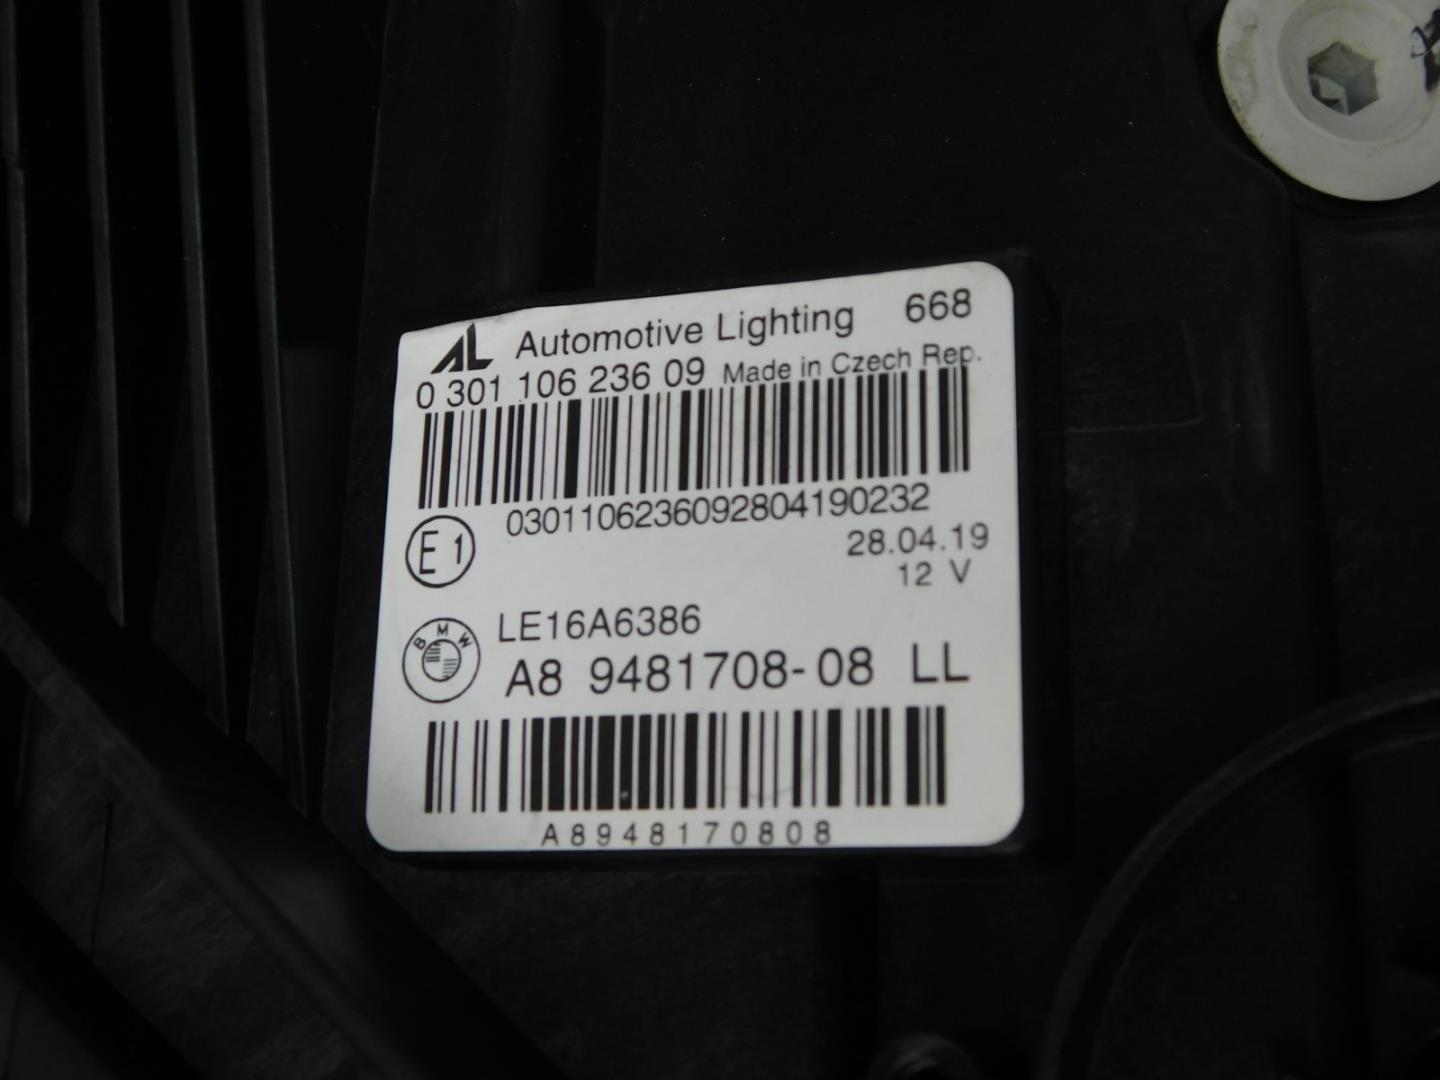 AL Automotive Lighting 668
0 301 106 236 09 Made in Czech Rep.
0301106236092804190232
E1
28.04.19
12 V
LE16A6386
BMW
A8 9481708-08 LL
A8948170808